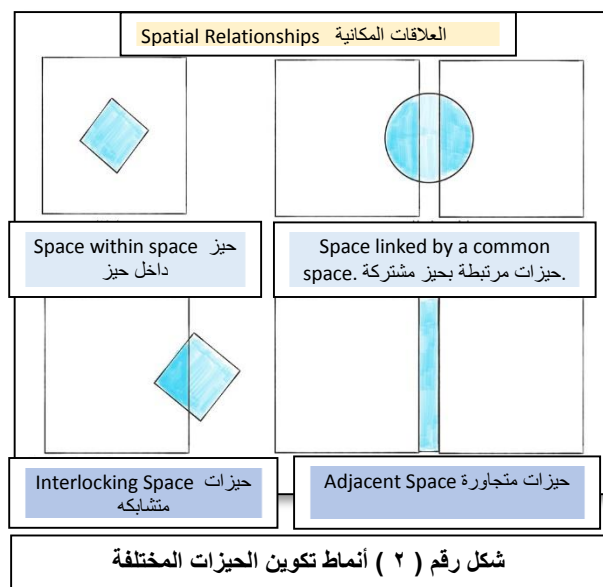 Spatial Relationships العلاقات المكانية
Space within space حيز
داخل حيز
Space linked by a common
space. حيزات مرتبطة بحيز مشتركة.
Interlocking Space حيزات
متشابكه
Adjacent Space حيزات متجاورة
شكل رقم ( ٢ ) أنماط تكوين الحيزات المختلفة